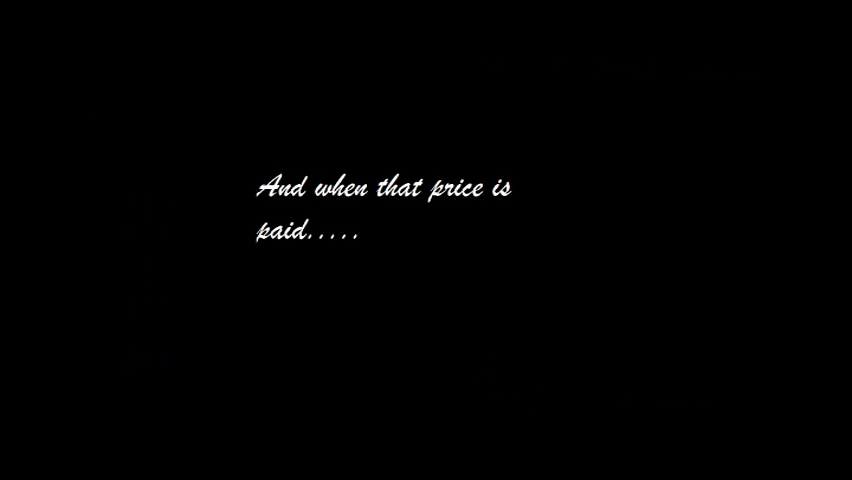 And when that price is
paid.....